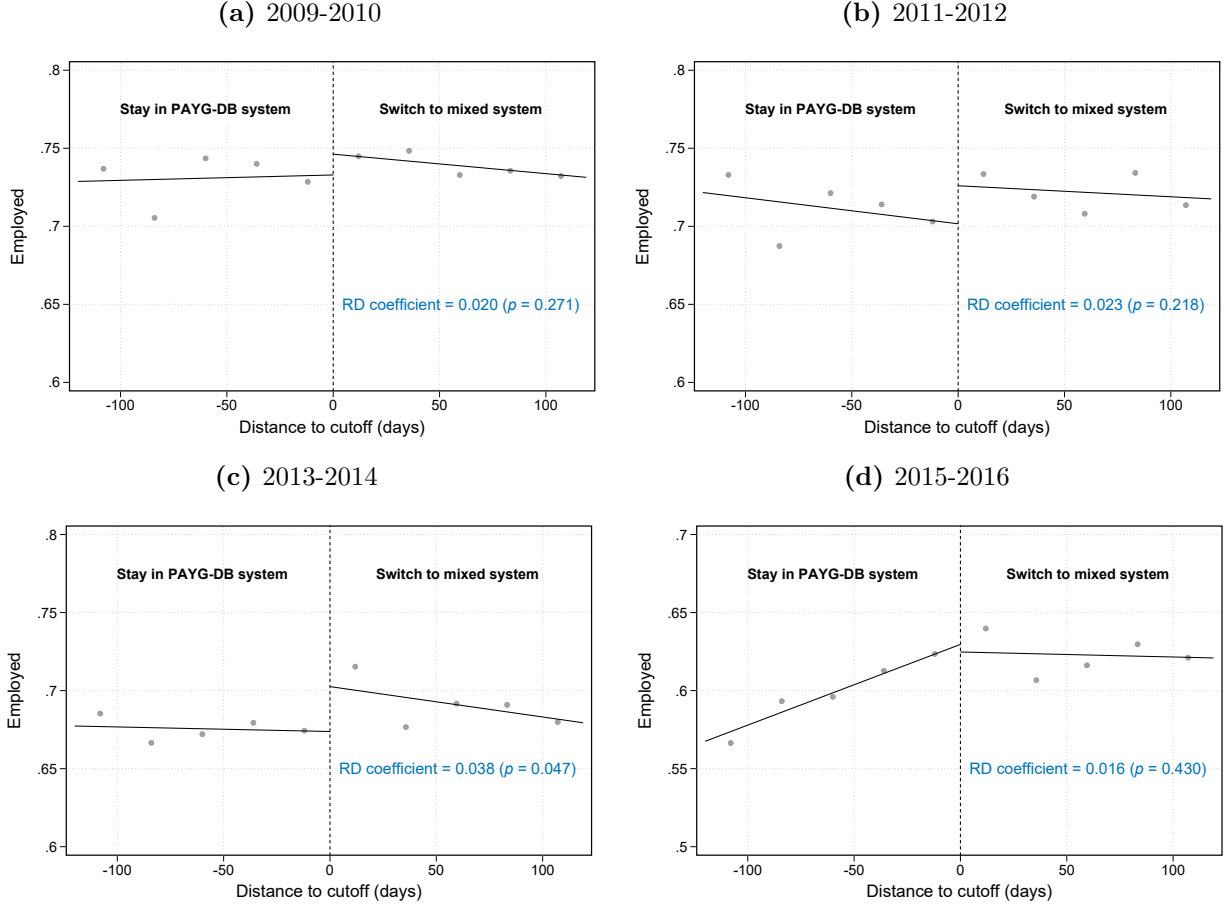 (a) 2009-2010
.8
Stay in PAYG-DB system
Switch to mixed system
.75
.7
.65
.6
Employed
RD coefficient = 0.020 (p = 0.271)
-100
-50
0
50
100
Distance to cutoff (days)
(b) 2011-2012
.8
Stay in PAYG-DB system
Switch to mixed system
.75
.7
.65
.6
Employed
RD coefficient = 0.023 (p = 0.218)
-100
-50
0
50
100
Distance to cutoff (days)
(c) 2013-2014
.8
Stay in PAYG-DB system
Switch to mixed system
.75
.7
.65
.6
Employed
RD coefficient = 0.038 (p = 0.047)
-100
-50
0
50
100
Distance to cutoff (days)
(d) 2015-2016
.7
Stay in PAYG-DB system
Switch to mixed system
.65
.6
.55
.5
Employed
RD coefficient = 0.016 (p = 0.430)
-100
-50
0
50
100
Distance to cutoff (days)